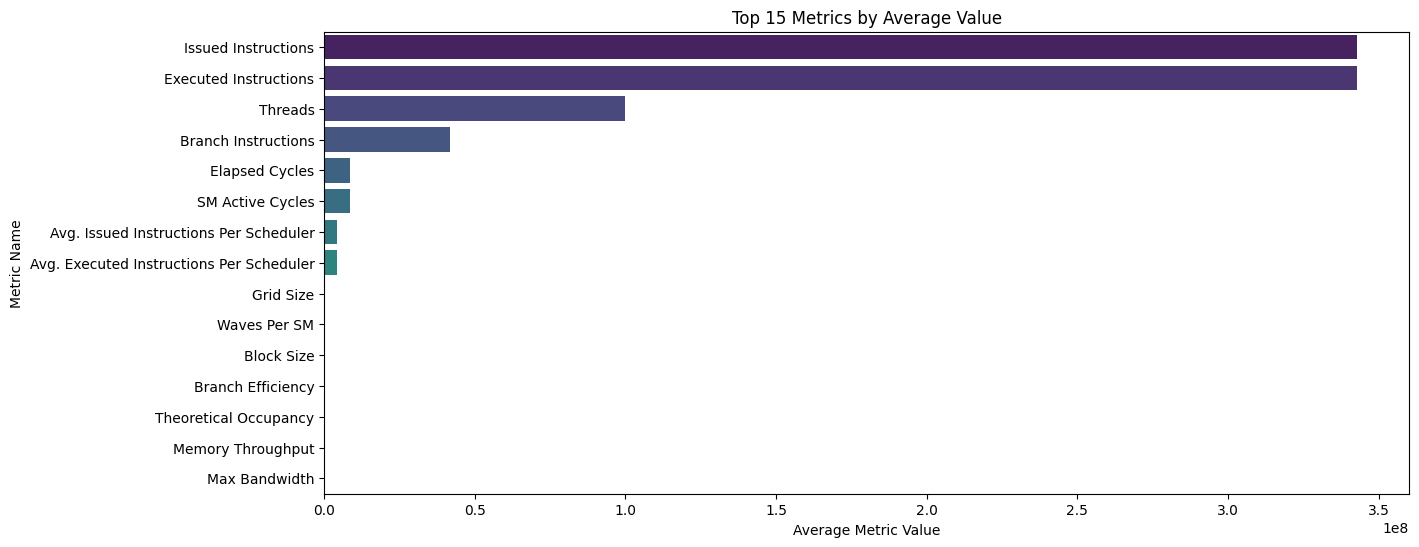 Top 15 Metrics by Average Value
Metric Name
Issued Instructions
Executed Instructions
Threads
Branch Instructions
Elapsed Cycles
SM Active Cycles
Avg. Issued Instructions Per Scheduler
Avg. Executed Instructions Per Scheduler
Grid Size
Waves Per SM
Block Size
Branch Efficiency
Theoretical Occupancy
Memory Throughput
Max Bandwidth
0.0 0.5 1.0 1.5 2.0 2.5 3.0 3.5
1e8
Average Metric Value